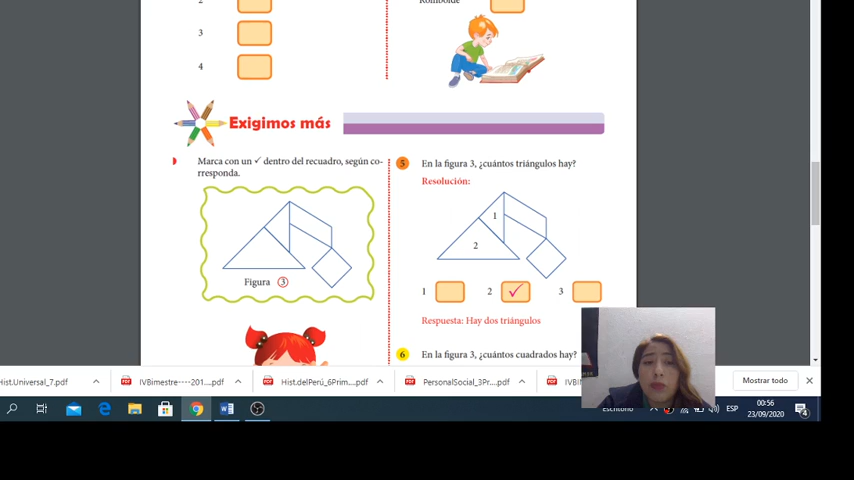 2
Romboide
3
4
Exigimos más
Marca con un ✓ dentro del recuadro, según co-
rresponda.
Figura 3
5 En la figura 3, ¿cuántos triángulos hay?
Resolución:
1
2
1 2 ✓ 3
Respuesta: Hay dos triángulos
6 En la figura 3, ¿cuántos cuadrados hay?
Hist.Universal_7.pdf
IVBimestre----201....pdf
Hist.delPerú_6Prim....pdf
PersonalSocial_3Pr....pdf
Mostrar todo
Escritorio
ESP
00:56
23/09/2020
4